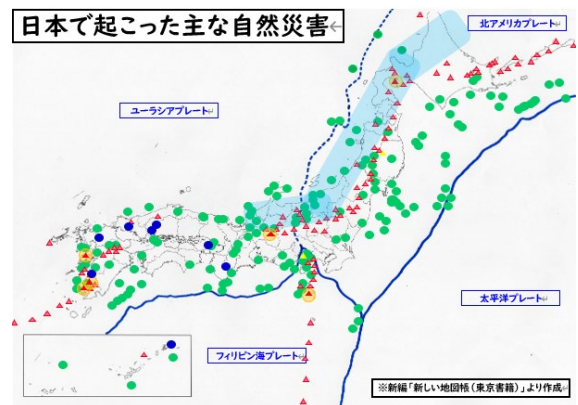 日本で起こった主な自然災害
北アメリカプレート
ユーラシアプレート
太平洋プレート
フィリピン海プレート
※新編「新しい地図帳(東京書籍)」より作成